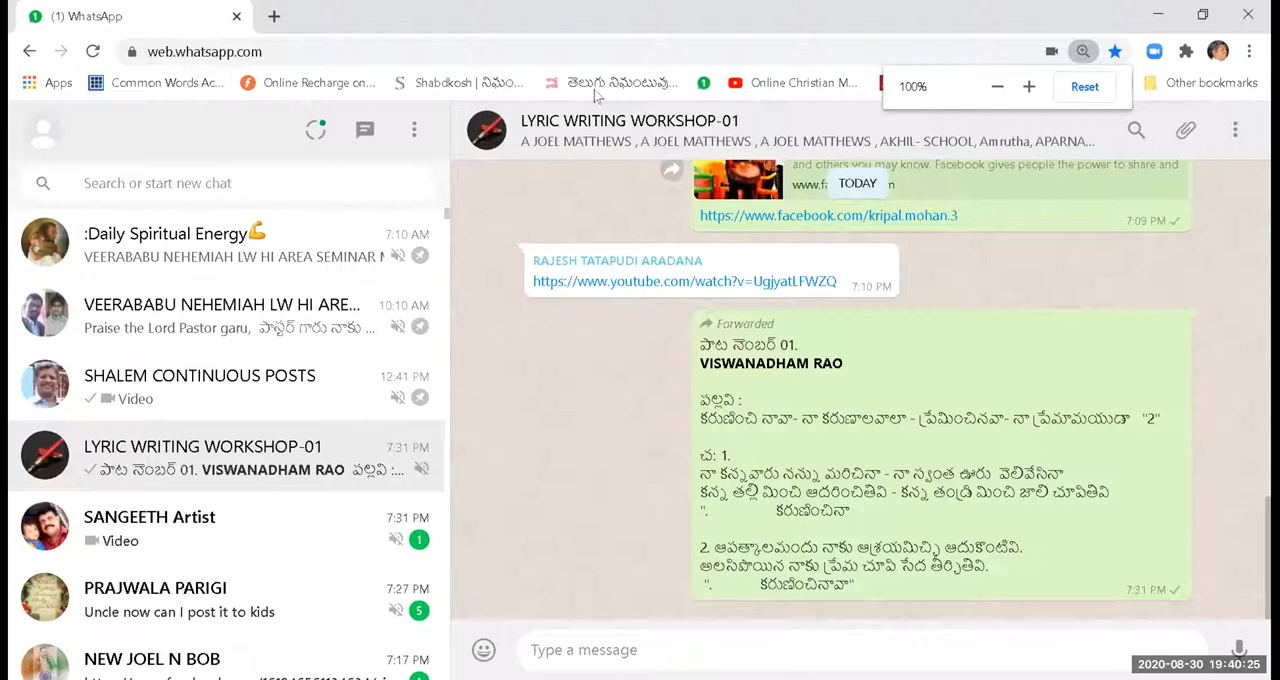 (1) WhatsApp
web.whatsapp.com
Apps
Common Words Ac...
Online Recharge on...
Shabdkosh | నిఘం...
తెలుగు నిఘంటువు...
Online Christian M...
100%
Reset
Other bookmarks
Search or start new chat
:Daily Spiritual Energy💪
7:10 AM
VEERABABU NEHEMIAH LW HI AREA SEMINAR
VEERABABU NEHEMIAH LW HI ARE...
10:10 AM
Praise the Lord Pastor garu, పాస్టర్ గారు నాకు ...
SHALEM CONTINUOUS POSTS
12:41 PM
Video
LYRIC WRITING WORKSHOP-01
7:31 PM
పాట నెంబర్ 01. VISWANADHAM RAO పల్లవి :...
SANGEETH Artist
7:31 PM
Video
1
PRAJWALA PARIGI
7:27 PM
Uncle now can I post it to kids
5
NEW JOEL N BOB
7:17 PM
LYRIC WRITING WORKSHOP-01
A JOEL MATTHEWS , A JOEL MATTHEWS , A JOEL MATTHEWS , AKHIL- SCHOOL, Amrutha, APARNA...
and others you may know. Facebook gives people the power to share and
TODAY
https://www.facebook.com/kripal.mohan.3
7:09 PM
RAJESH TATAPUDI ARADANA
https://www.youtube.com/watch?v=UgjyatLFWZQ
7:10 PM
Forwarded
పాట నెంబర్ 01.
VISWANADHAM RAO
పల్లవి :
కరుణించి నావా- నా కరుణాలవాలా - ప్రేమించినవా- నా ప్రేమామయుడా "2"
చ: 1.
నా కన్నవారు నన్ను మరిచినా - నా స్వంత ఊరు వెలివేసినా
కన్న తల్లి మించి ఆదరించితివి - కన్న తండ్రి మించి జాలి చూపితివి
". కరుణించినా
2. ఆపత్కాలమందు నాకు ఆశ్రయమిచ్చి ఆదుకొంటివి.
అలసిపొయిన నాకు ప్రేమ చూపి సేద తీర్చితివి.
". కరుణించినావా"
7:31 PM
Type a message
2020-08-30 19:40:25